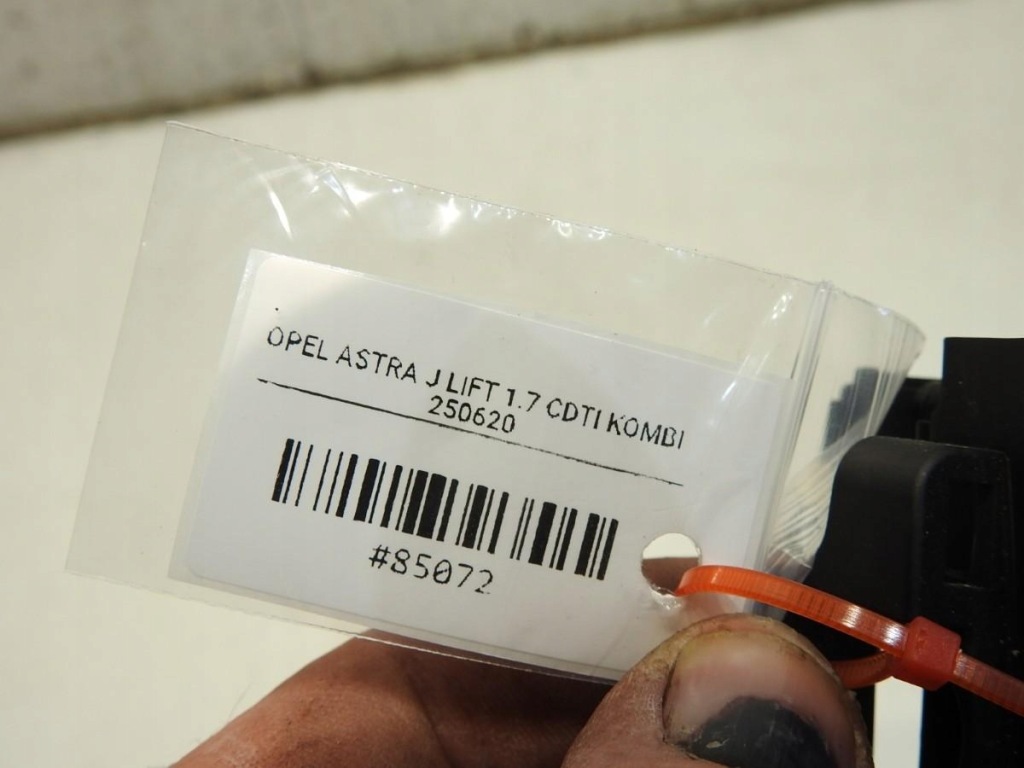 OPEL ASTRA J LIFT 1.7 CDTI KOMBI
250620
#85072